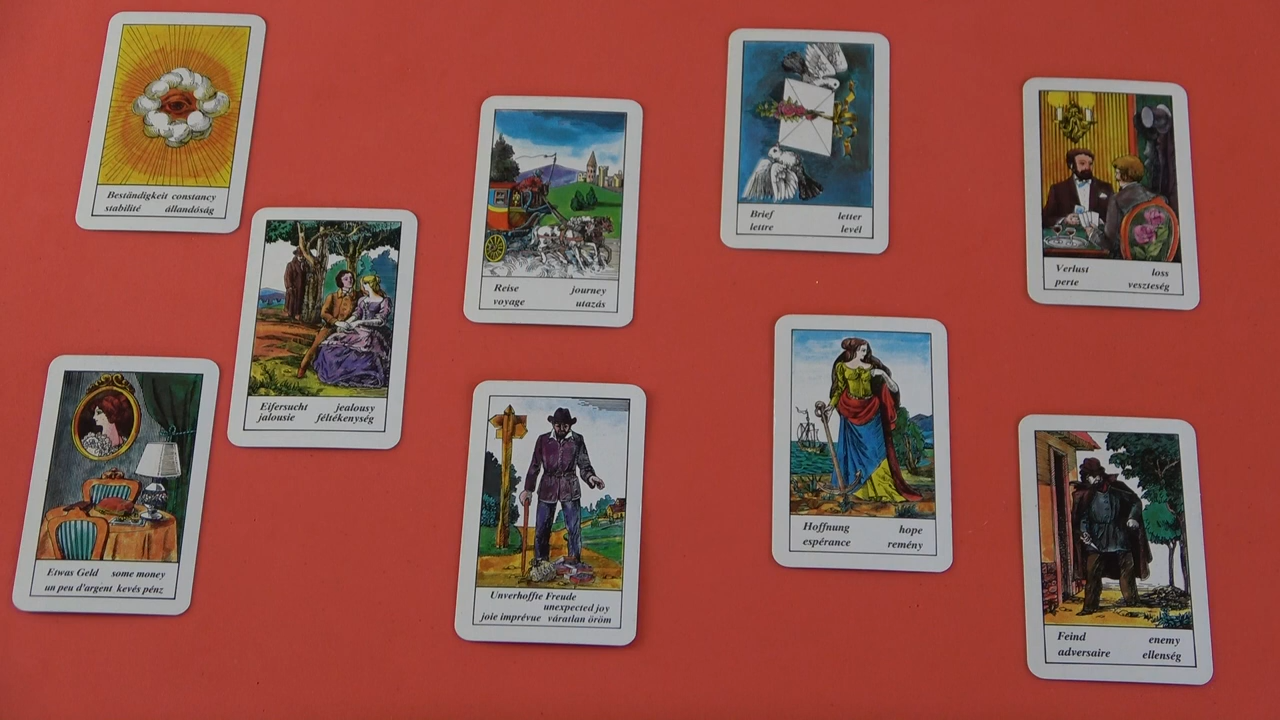 Beständigkeit constancy
stabilité állandóság
Eifersucht jealousy
jalousie féltékenység
Etwas Geld some money
un peu d'argent kevés pénz
Reise journey
voyage utazás
Unverhoffte Freude
unexpected joy
joie imprévue váratlan öröm
Brief letter
lettre levél
Hoffnung hope
espérance remény
Verlust loss
perte veszteség
Feind enemy
adversaire ellenség